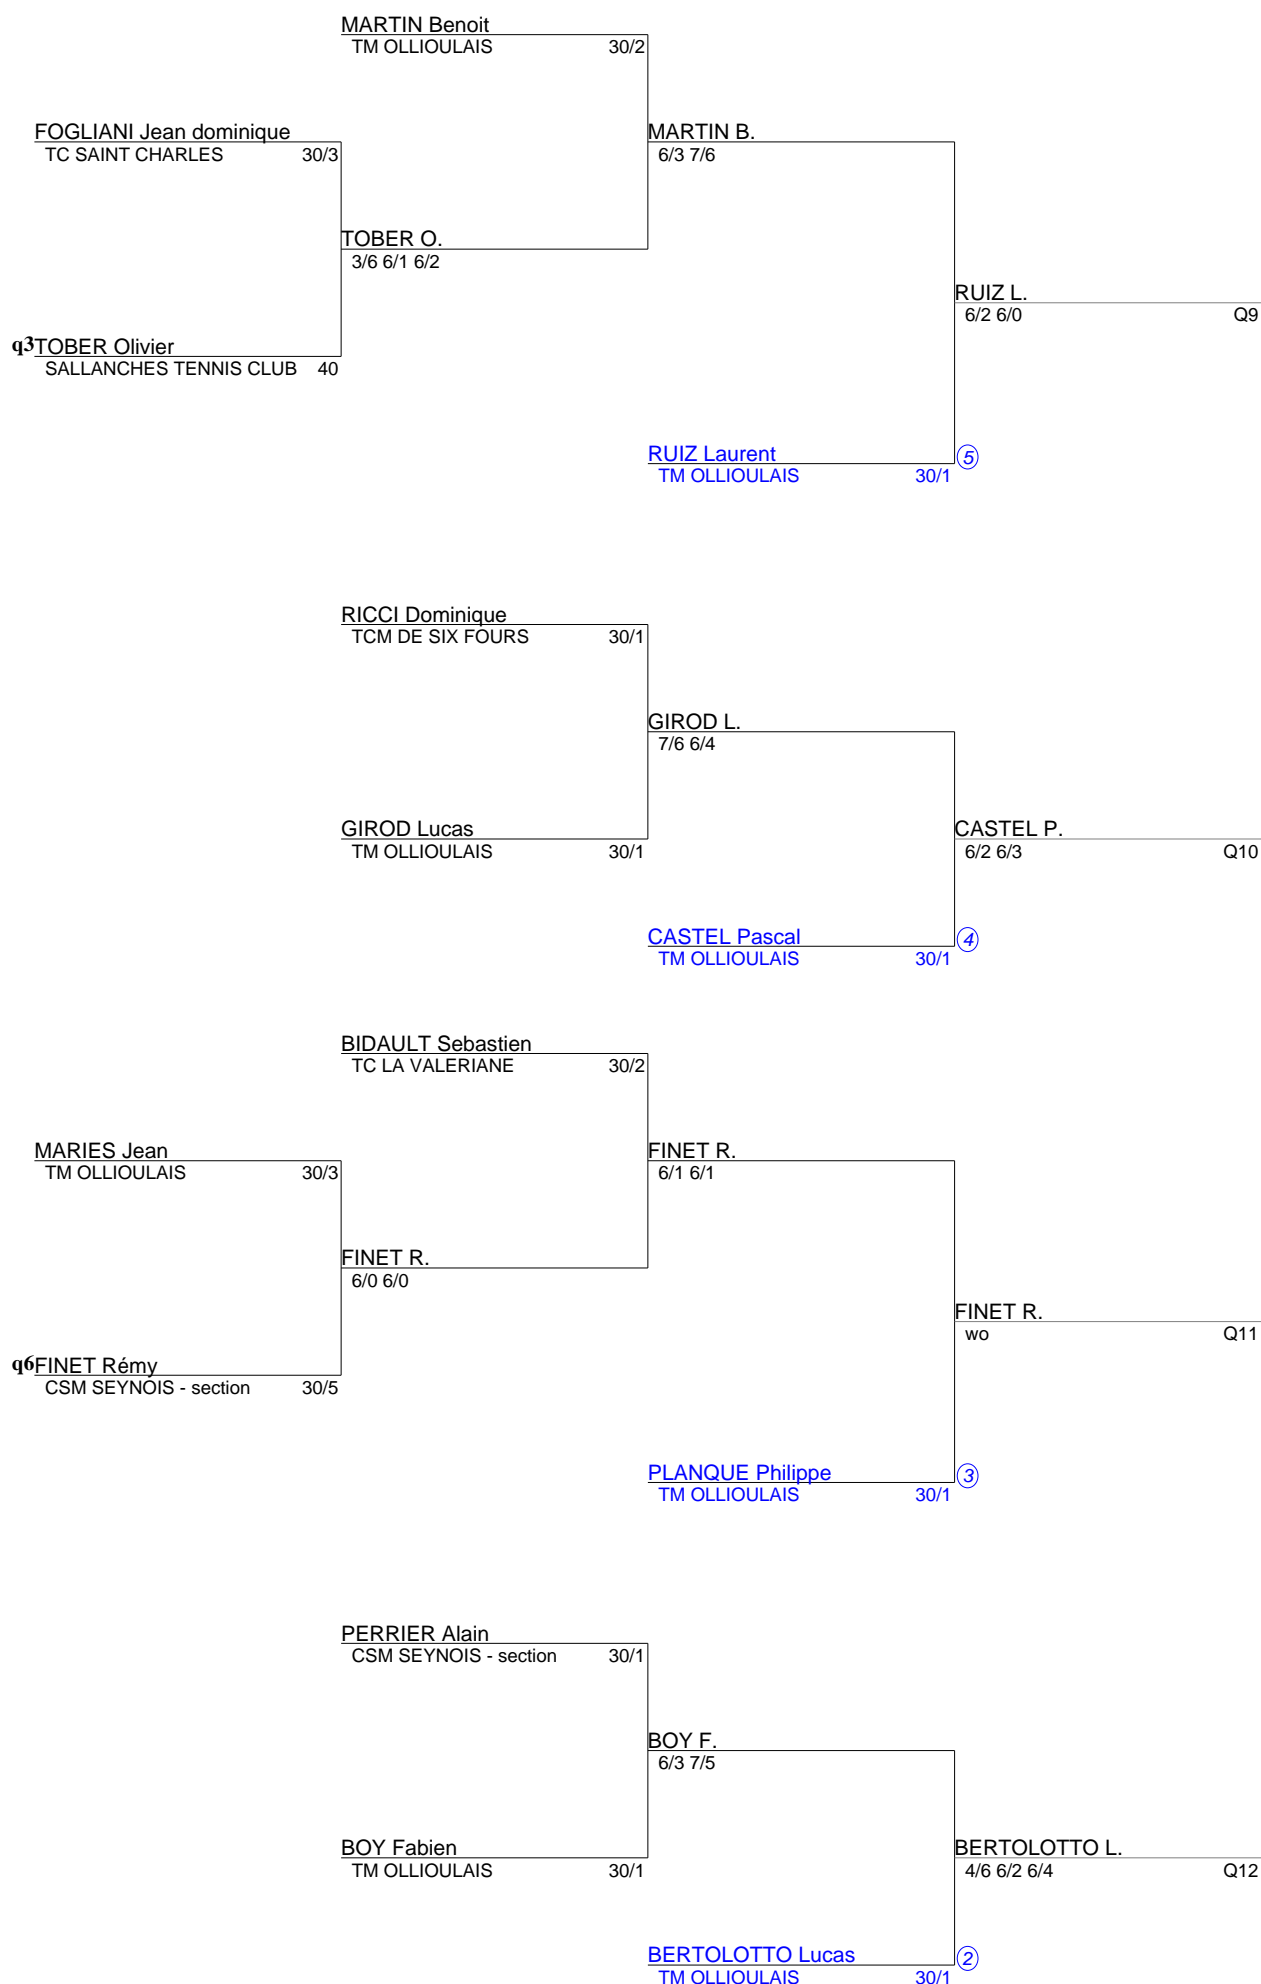 MARTIN Benoit
TM OLLIOULAIS 30/2
FOGLIANI Jean dominique
TC SAINT CHARLES 30/3
MARTIN B.
6/3 7/6
TOBER O.
3/6 6/1 6/2
RUIZ L.
6/2 6/0 Q9
q3 TOBER Olivier
SALLANCHES TENNIS CLUB 40
RUIZ Laurent 5
TM OLLIOULAIS 30/1
RICCI Dominique
TCM DE SIX FOURS 30/1
GIROD L.
7/6 6/4
GIROD Lucas
TM OLLIOULAIS 30/1
CASTEL P.
6/2 6/3 Q10
CASTEL Pascal 4
TM OLLIOULAIS 30/1
BIDAULT Sebastien
TC LA VALERIANE 30/2
MARIES Jean
TM OLLIOULAIS 30/3
FINET R.
6/1 6/1
FINET R.
6/0 6/0
FINET R.
wo Q11
q6 FINET Rémy
CSM SEYNOIS - section 30/5
PLANQUE Philippe 3
TM OLLIOULAIS 30/1
PERRIER Alain
CSM SEYNOIS - section 30/1
BOY F.
6/3 7/5
BOY Fabien
TM OLLIOULAIS 30/1
BERTOLOTTO L.
4/6 6/2 6/4 Q12
BERTOLOTTO Lucas 2
TM OLLIOULAIS 30/1